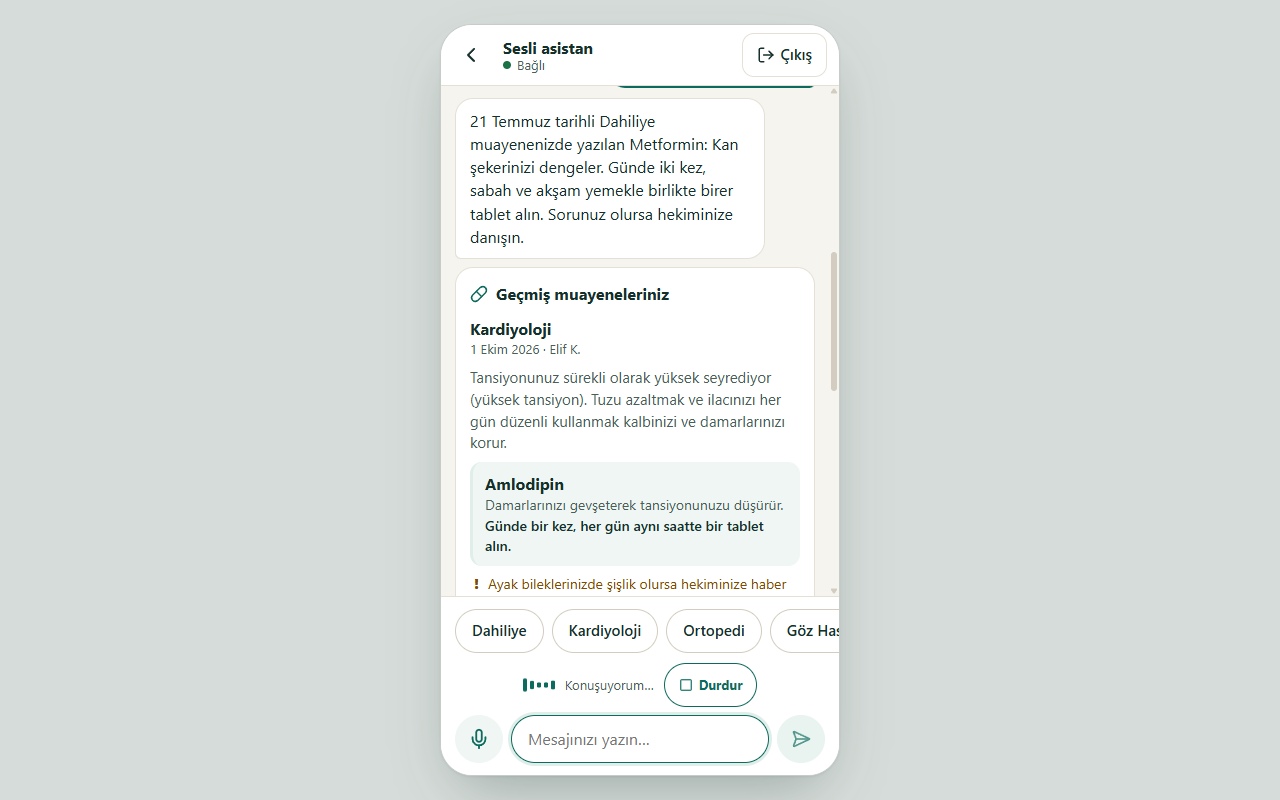 Sesli asistan
Bağlı
Çıkış
21 Temmuz tarihli Dahiliye
muayenenizde yazılan Metformin: Kan
şekerinizi dengeler. Günde iki kez,
sabah ve akşam yemekle birlikte birer
tablet alın. Sorunuz olursa hekiminize
danışın.
Geçmiş muayeneleriniz
Kardiyoloji
1 Ekim 2026 · Elif K.
Tansiyonunuz sürekli olarak yüksek seyrediyor
(yüksek tansiyon). Tuzu azaltmak ve ilacınızı her
gün düzenli kullanmak kalbinizi ve damarlarınızı
korur.
Amlodipin
Damarlarınızı gevşeterek tansiyonunuzu düşürür.
Günde bir kez, her gün aynı saatte bir tablet
alın.
! Ayak bileklerinizde şişlik olursa hekiminize haber
Dahiliye
Kardiyoloji
Ortopedi
Göz Has
Konuşuyorum...
Durdur
Mesajınızı yazın...